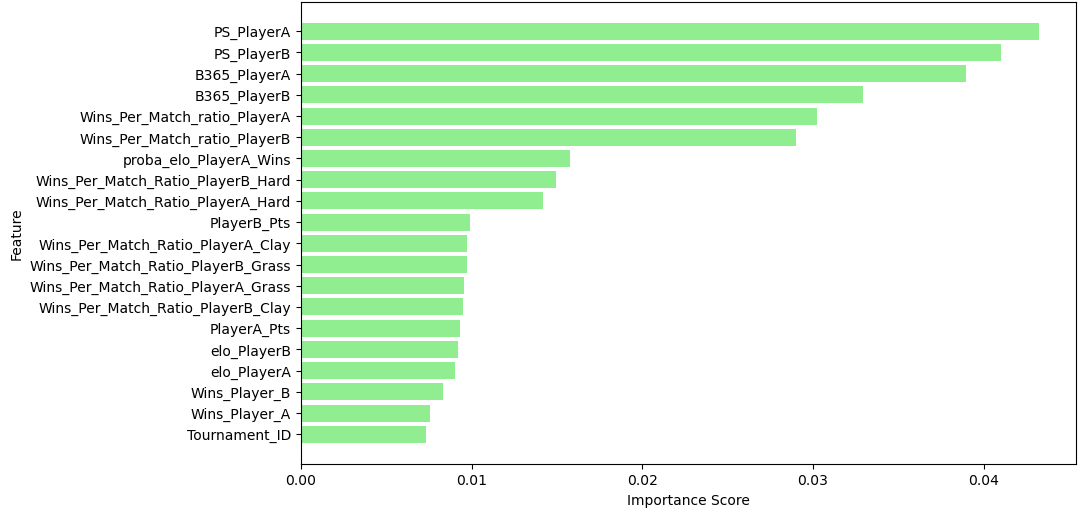 PS_PlayerA
PS_PlayerB
B365_PlayerA
B365_PlayerB
Wins_Per_Match_ratio_PlayerA
Wins_Per_Match_ratio_PlayerB
proba_elo_PlayerA_Wins
Wins_Per_Match_Ratio_PlayerB_Hard
Wins_Per_Match_Ratio_PlayerA_Hard
PlayerB_Pts
Wins_Per_Match_Ratio_PlayerA_Clay
Wins_Per_Match_Ratio_PlayerB_Grass
Wins_Per_Match_Ratio_PlayerA_Grass
Wins_Per_Match_Ratio_PlayerB_Clay
PlayerA_Pts
elo_PlayerB
elo_PlayerA
Wins_Player_B
Wins_Player_A
Tournament_ID
Feature
0.00 0.01 0.02 0.03 0.04
Importance Score